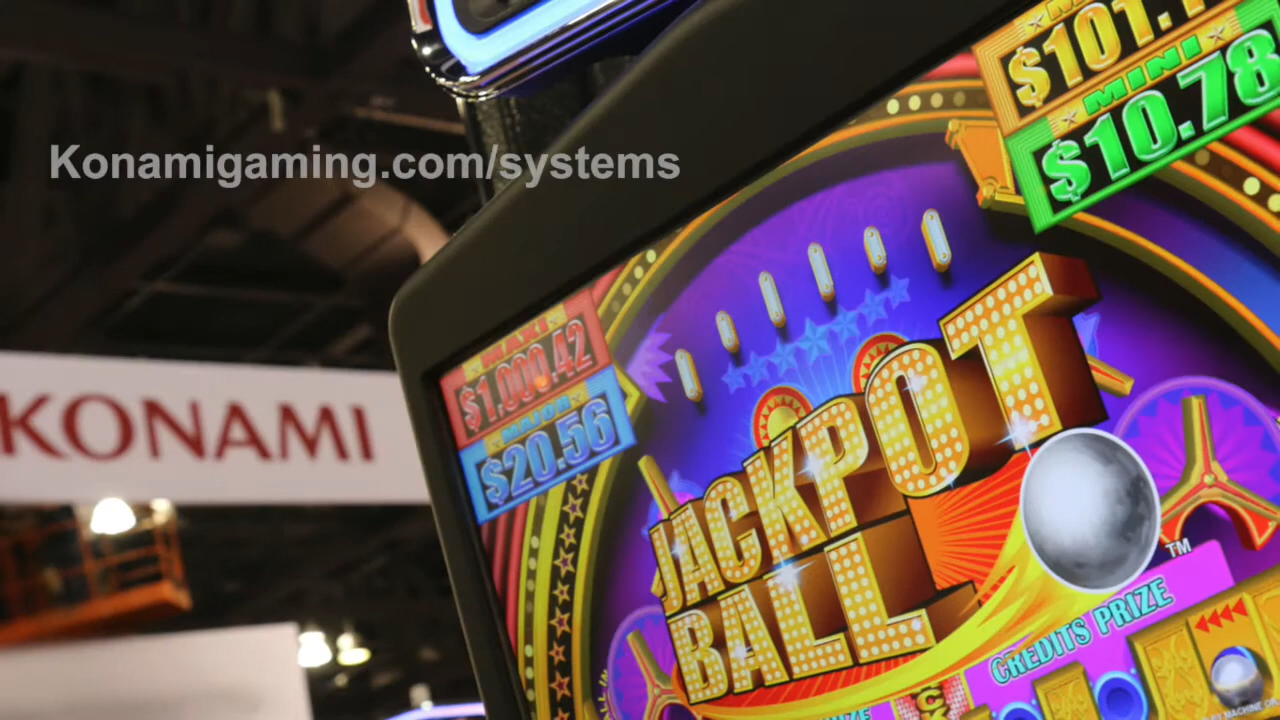 $101.1
MINI
$10.78
Konamigaming.com/systems
MAXI
$1,000.42
MAJOR
$20.56
KONAMI
JACKPOT
BALL
TM
CREDITS PRIZE